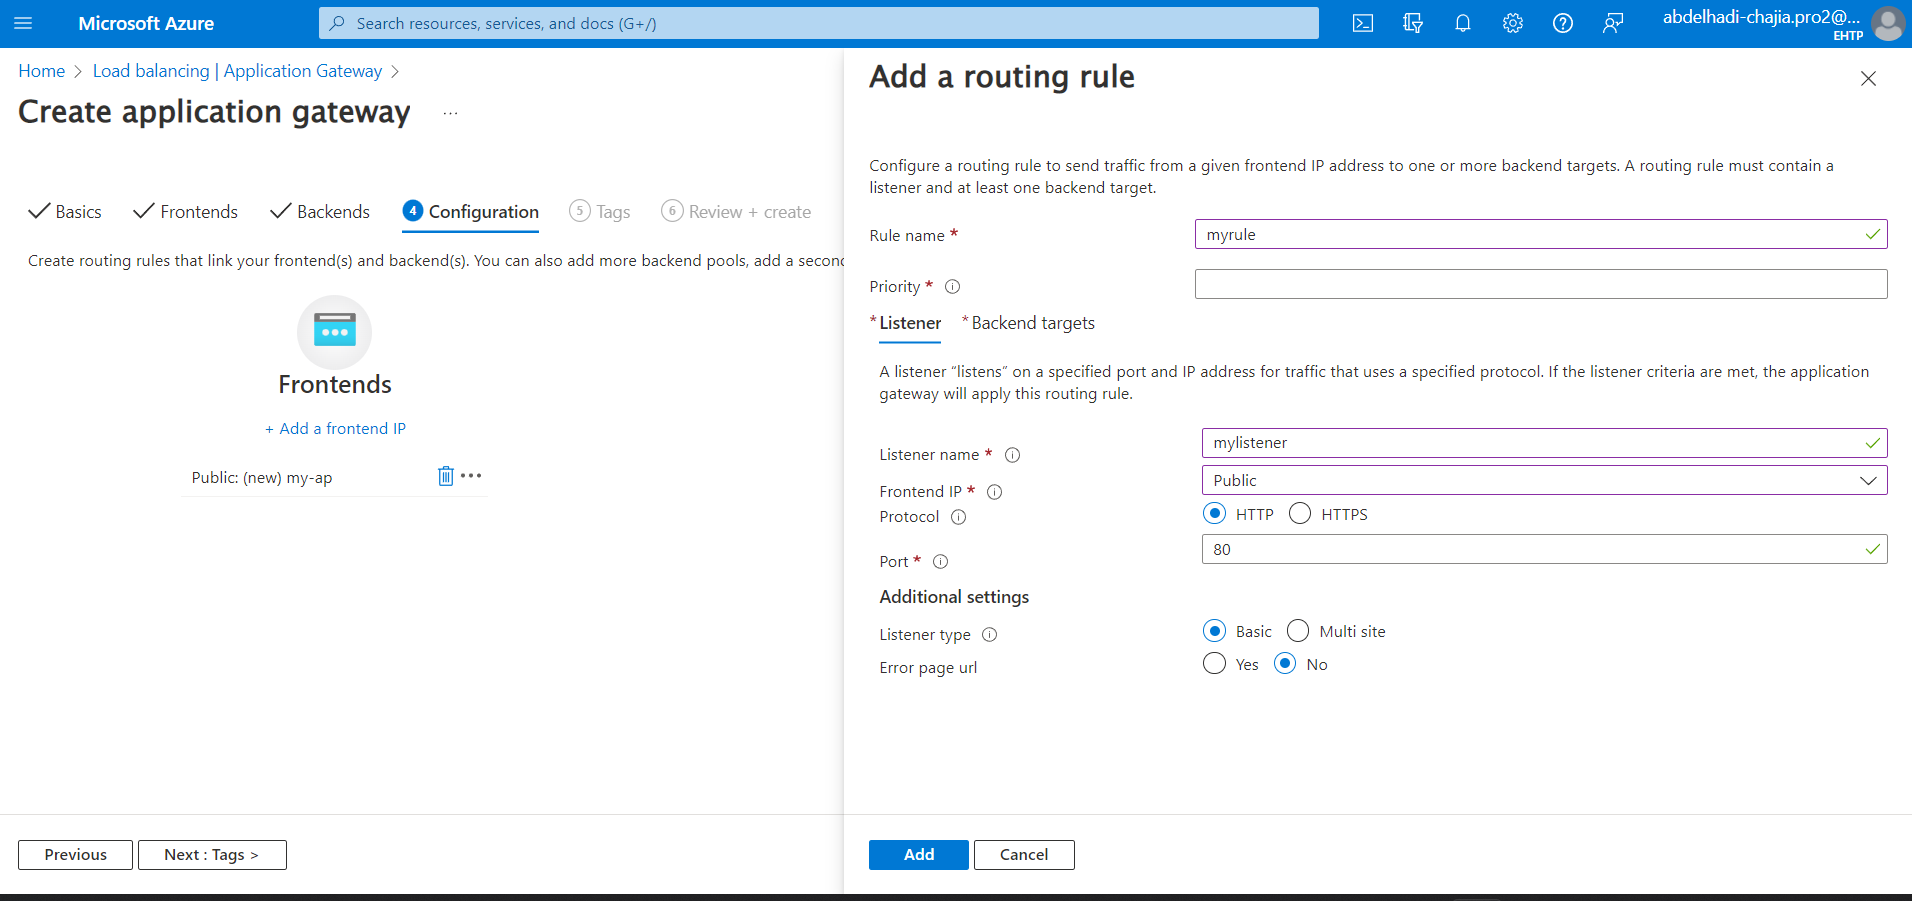 Microsoft Azure
Search resources, services, and docs (G+/)
abdelhadi-chajia.pro2@...
EHTP
Home > Load balancing | Application Gateway >
Create application gateway ...
Basics Frontends Backends 4 Configuration 5 Tags 6 Review + create
Create routing rules that link your frontend(s) and backend(s). You can also add more backend pools, add a second
Frontends
+ Add a frontend IP
Public: (new) my-ap
Previous
Next : Tags >
Add a routing rule
Configure a routing rule to send traffic from a given frontend IP address to one or more backend targets. A routing rule must contain a
listener and at least one backend target.
Rule name * myrule
Priority *
* Listener * Backend targets
A listener “listens” on a specified port and IP address for traffic that uses a specified protocol. If the listener criteria are met, the application
gateway will apply this routing rule.
Listener name * mylistener
Frontend IP * Public
Protocol HTTP HTTPS
Port * 80
Additional settings
Listener type Basic Multi site
Error page url Yes No
Add
Cancel